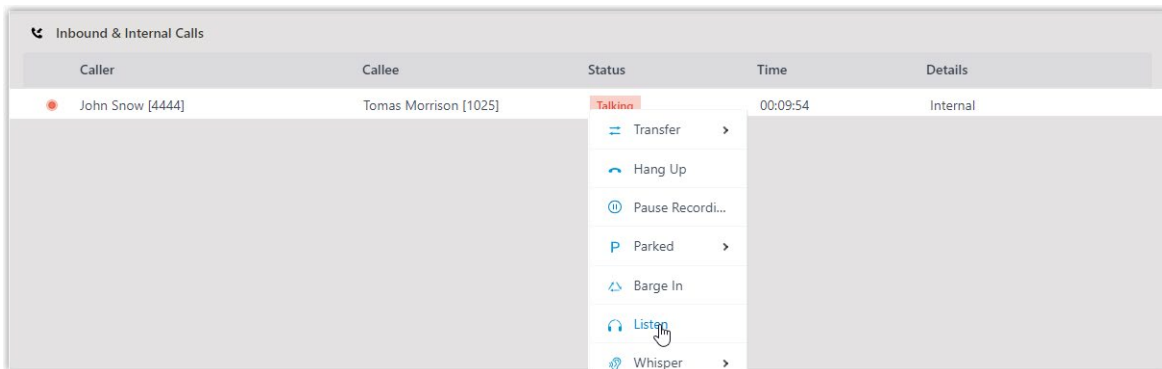 Inbound & Internal Calls
Caller Callee Status Time Details
John Snow [4444] Tomas Morrison [1025] Talking 00:09:54 Internal
Transfer
Hang Up
Pause Recordi...
P Parked
Barge In
Listen
Whisper